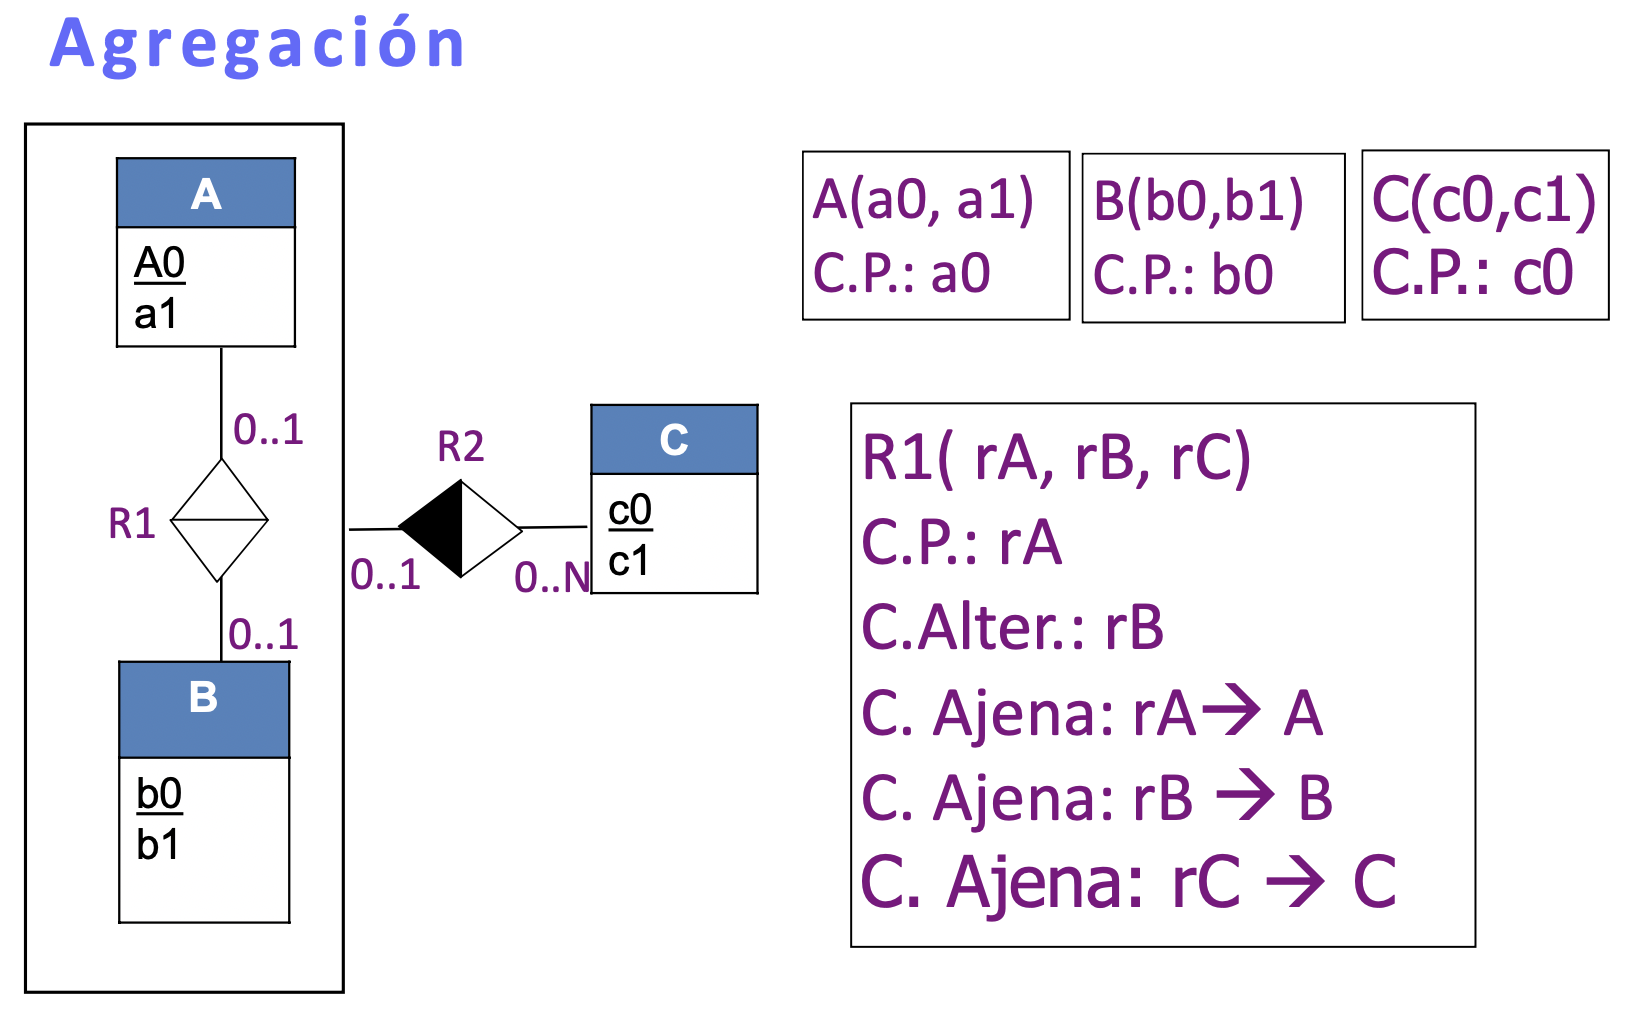 Agregación
A
A0
a1
0..1
R1
0..1
B
b0
b1
R2
0..1
0..N
C
c0
c1
A(a0, a1)
C.P.: a0
B(b0,b1)
C.P.: b0
C(c0,c1)
C.P.: c0
R1( rA, rB, rC)
C.P.: rA
C.Alter.: rB
C. Ajena: rA→ A
C. Ajena: rB → B
C. Ajena: rC → C